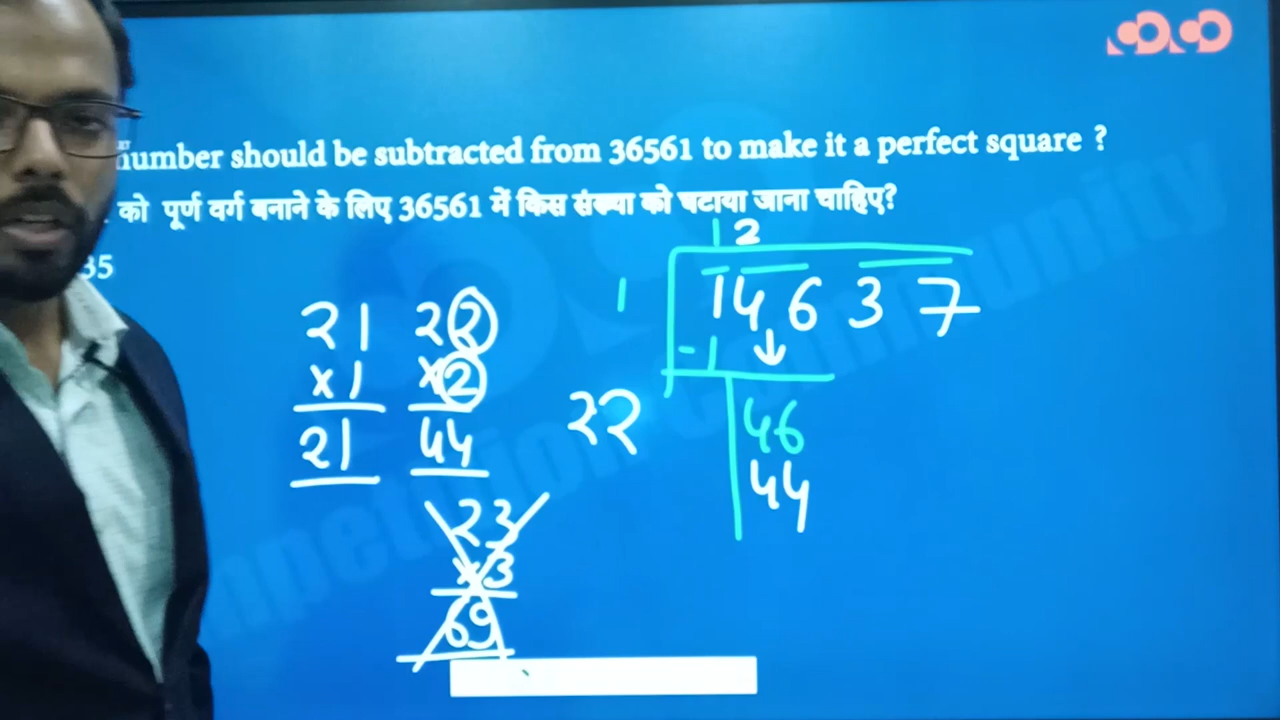 number should be subtracted from 36561 to make it a perfect square ?
को पूर्ण वर्ग बनाने के लिए 36561 में किस संख्या को घटाया जाना चाहिए?
35
12
1 14637
-1
22 46
44
21
x1
21
22
x2
44
23
x3
69